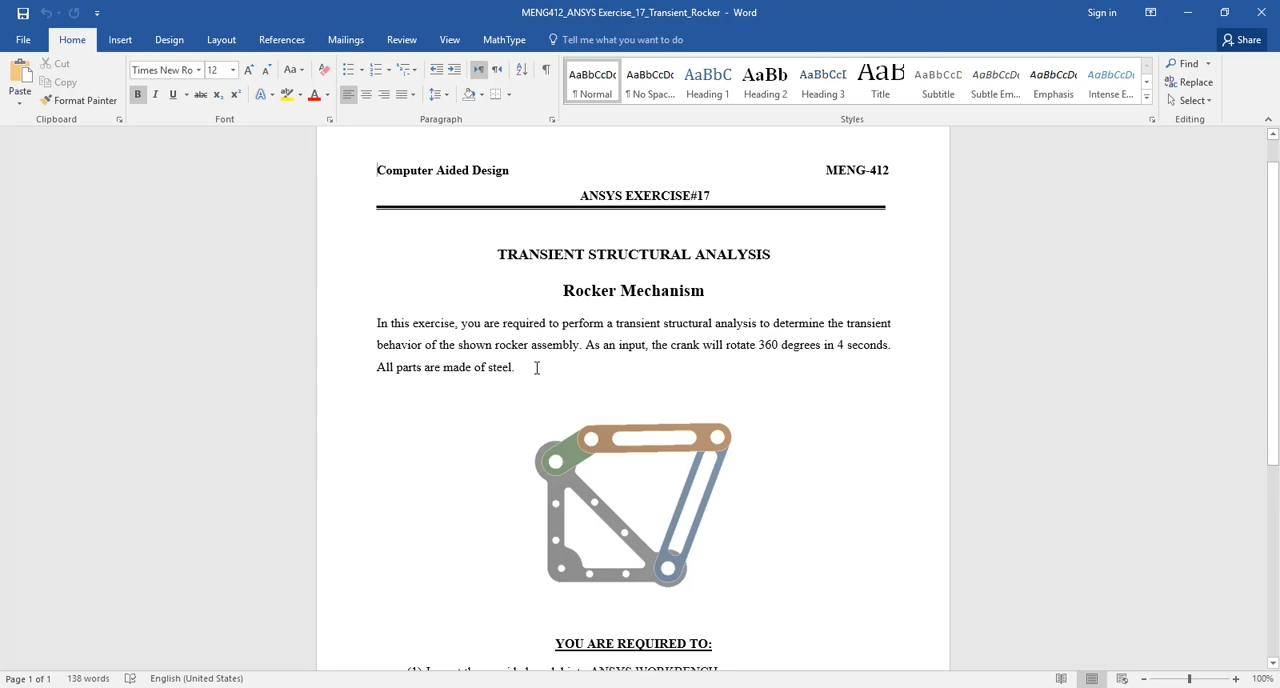 MENG412_ANSYS Exercise_17_Transient_Rocker - Word
Sign in
File Home Insert Design Layout References Mailings Review View MathType Tell me what you want to do Share
Paste
Cut
Copy
Format Painter
Clipboard
Times New Ro 12
Font
Paragraph
AaBbCcDc AaBbCcDc AaBbC AaBb AaBbCcI AaB AaBbCcD AaBbCcDc AaBbCcDc AaBbCcDc
¶ Normal ¶ No Spac... Heading 1 Heading 2 Heading 3 Title Subtitle Subtle Em... Emphasis Intense E...
Styles
Find
Replace
Select
Editing
Computer Aided Design MENG-412
ANSYS EXERCISE#17
TRANSIENT STRUCTURAL ANALYSIS
Rocker Mechanism
In this exercise, you are required to perform a transient structural analysis to determine the transient
behavior of the shown rocker assembly. As an input, the crank will rotate 360 degrees in 4 seconds.
All parts are made of steel.
YOU ARE REQUIRED TO:
Page 1 of 1 138 words English (United States) 100%